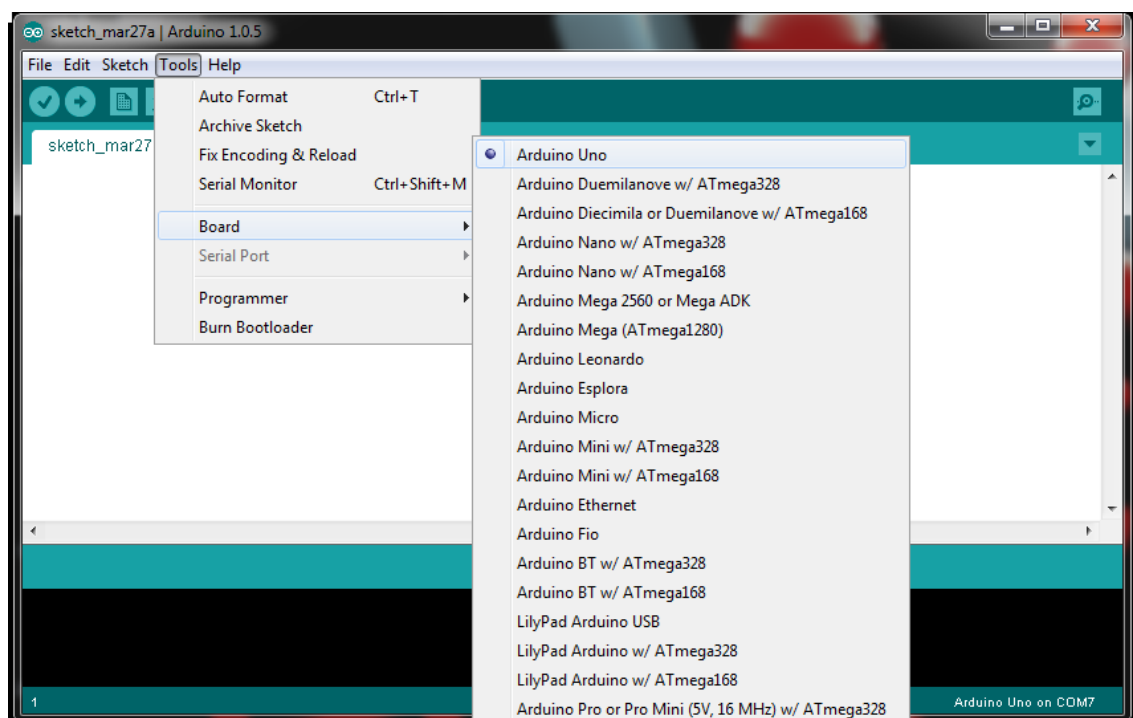 sketch_mar27a | Arduino 1.0.5
File Edit Sketch Tools Help
Auto Format Ctrl+T
Archive Sketch
Fix Encoding & Reload
Serial Monitor Ctrl+Shift+M
Board
Serial Port
Programmer
Burn Bootloader
sketch_mar27
Arduino Uno
Arduino Duemilanove w/ ATmega328
Arduino Diecimila or Duemilanove w/ ATmega168
Arduino Nano w/ ATmega328
Arduino Nano w/ ATmega168
Arduino Mega 2560 or Mega ADK
Arduino Mega (ATmega1280)
Arduino Leonardo
Arduino Esplora
Arduino Micro
Arduino Mini w/ ATmega328
Arduino Mini w/ ATmega168
Arduino Ethernet
Arduino Fio
Arduino BT w/ ATmega328
Arduino BT w/ ATmega168
LilyPad Arduino USB
LilyPad Arduino w/ ATmega328
LilyPad Arduino w/ ATmega168
Arduino Pro or Pro Mini (5V, 16 MHz) w/ ATmega328
1
Arduino Uno on COM7